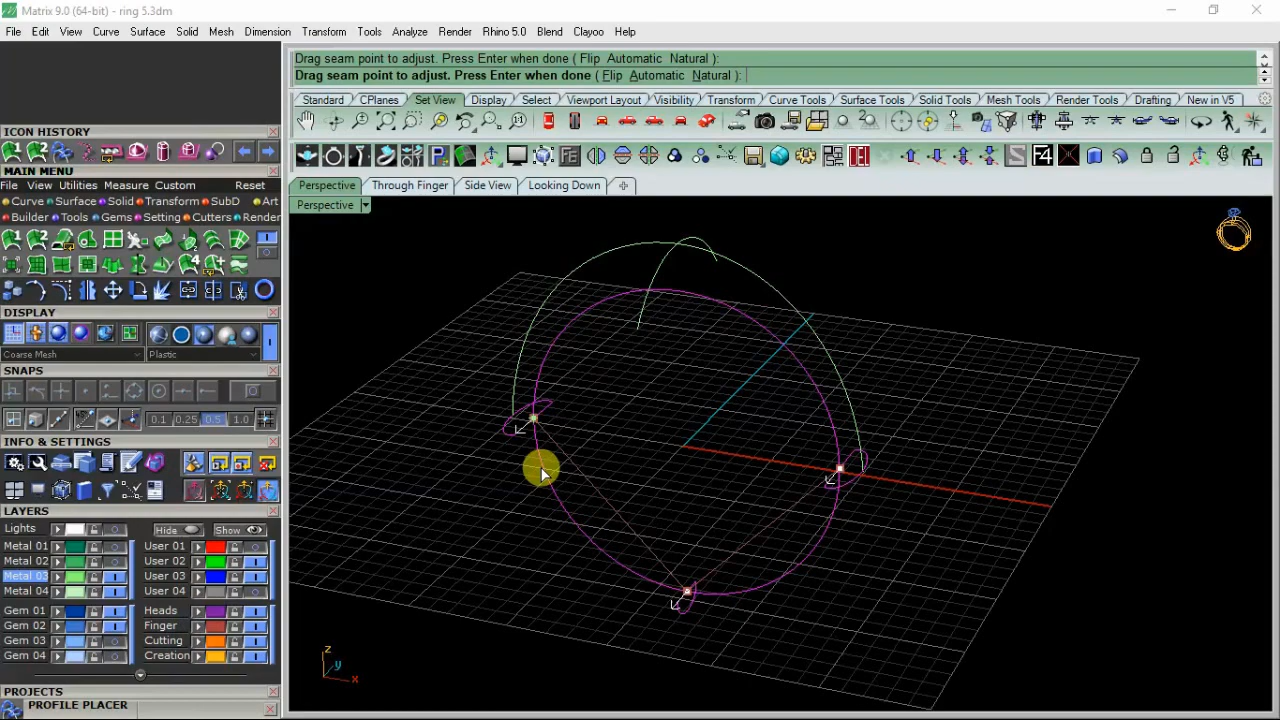 Matrix 9.0 (64-bit) - ring 5.3dm
File Edit View Curve Surface Solid Mesh Dimension Transform Tools Analyze Render Rhino 5.0 Blend Clayoo Help
Drag seam point to adjust. Press Enter when done ( Flip Automatic Natural ):
Drag seam point to adjust. Press Enter when done ( Flip Automatic Natural ):
Standard CPlanes Set View Display Select Viewport Layout Visibility Transform Curve Tools Surface Tools Solid Tools Mesh Tools Render Tools Drafting New in V5
Perspective Through Finger Side View Looking Down
Perspective
ICON HISTORY
MAIN MENU
File View Utilities Measure Custom Reset
Curve Surface Solid Transform SubD Art
Builder Tools Gems Setting Cutters Render
DISPLAY
Coarse Mesh Plastic
SNAPS
0.1 0.25 0.5 1.0
INFO & SETTINGS
LAYERS
Lights Hide Show
Metal 01 User 01
Metal 02 User 02
Metal 03 User 03
Metal 04 User 04
Gem 01 Heads
Gem 02 Finger
Gem 03 Cutting
Gem 04 Creation
PROJECTS
PROFILE PLACER
z
y
x